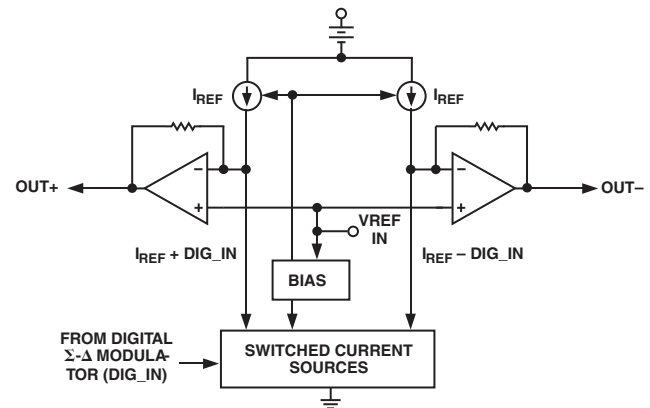 IREF
IREF
−
−
OUT+
OUT–
+
+
VREF
IN
IREF + DIG_IN
IREF – DIG_IN
BIAS
FROM DIGITAL
Σ-Δ MODULA-
TOR (DIG_IN)
SWITCHED CURRENT
SOURCES